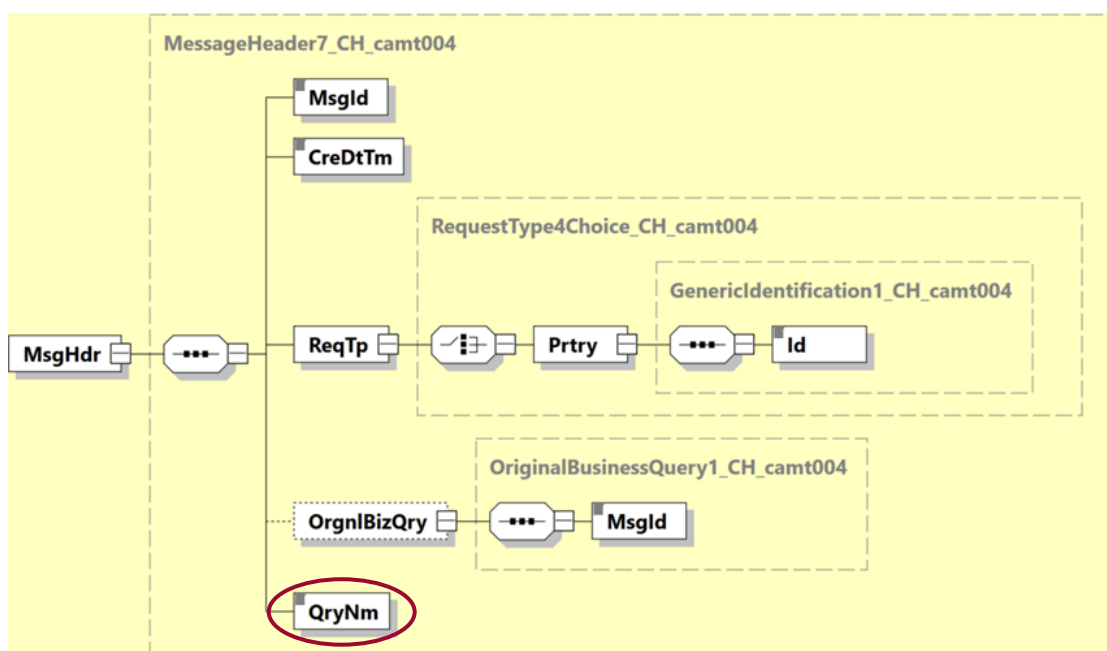 MessageHeader7_CH_camt004
MsgId
CreDtTm
RequestType4Choice_CH_camt004
GenericIdentification1_CH_camt004
MsgHdr
ReqTp
Prtry
Id
OriginalBusinessQuery1_CH_camt004
OrgnlBizQry
MsgId
QryNm